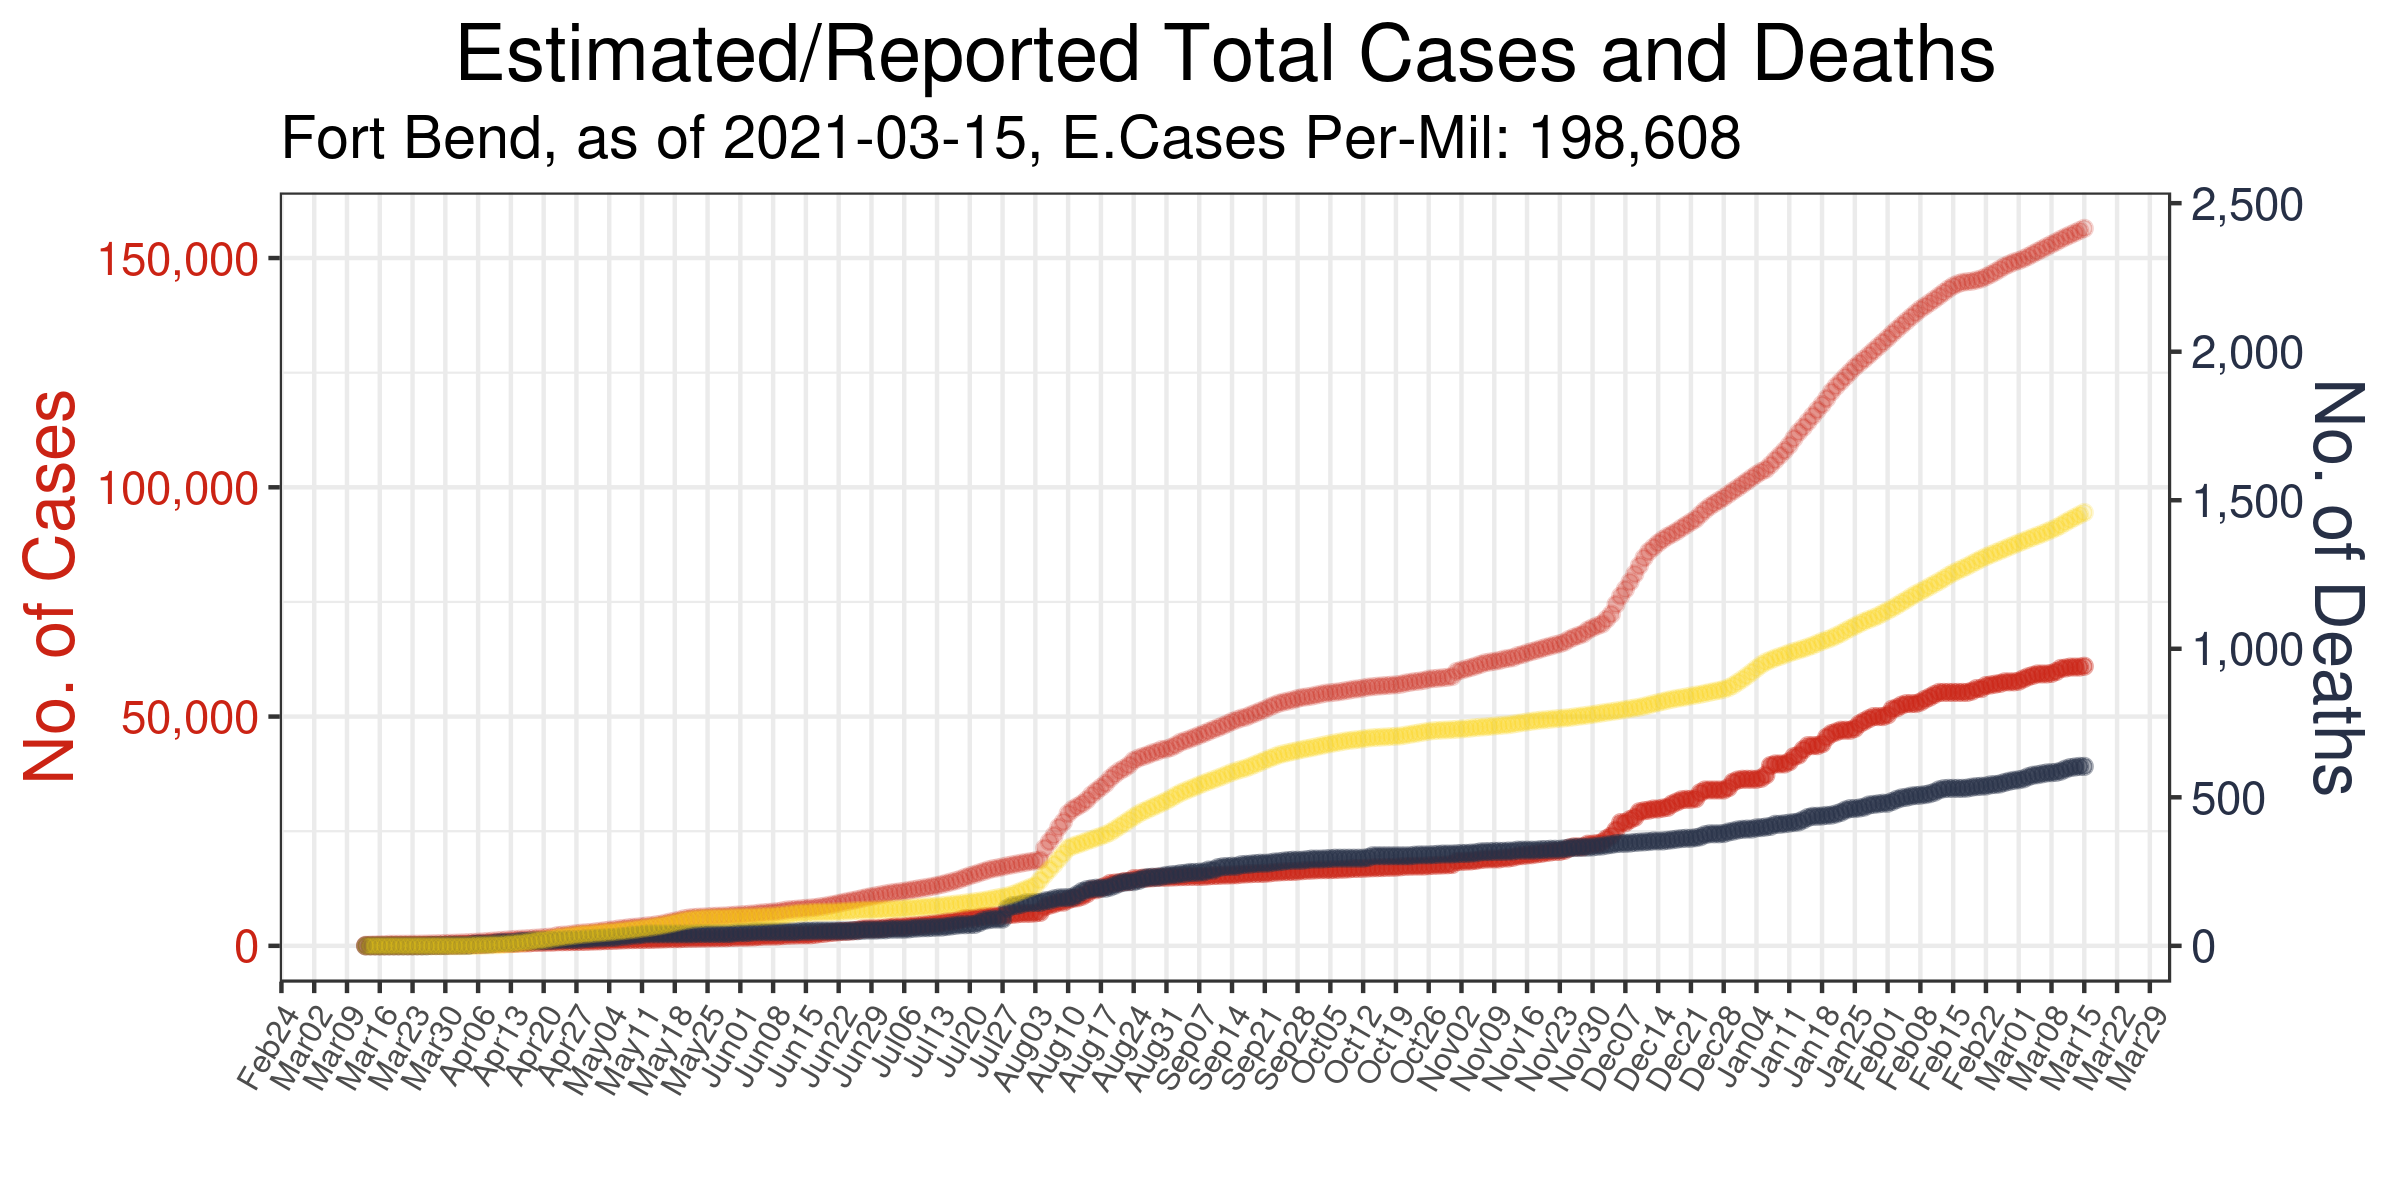 Estimated/Reported Total Cases and Deaths
Fort Bend, as of 2021-03-15, E.Cases Per-Mil: 198,608
No. of Cases
150,000
100,000
50,000
0
2,500
2,000
1,500
1,000
500
0
No. of Deaths
Feb24
Mar02
Mar09
Mar16
Mar23
Mar30
Apr06
Apr13
Apr20
Apr27
May04
May11
May18
May25
Jun01
Jun08
Jun15
Jun22
Jun29
Jul06
Jul13
Jul20
Jul27
Aug03
Aug10
Aug17
Aug24
Aug31
Sep07
Sep14
Sep21
Sep28
Oct05
Oct12
Oct19
Oct26
Nov02
Nov09
Nov16
Nov23
Nov30
Dec07
Dec14
Dec21
Dec28
Jan04
Jan11
Jan18
Jan25
Feb01
Feb08
Feb15
Feb22
Mar01
Mar08
Mar15
Mar22
Mar29